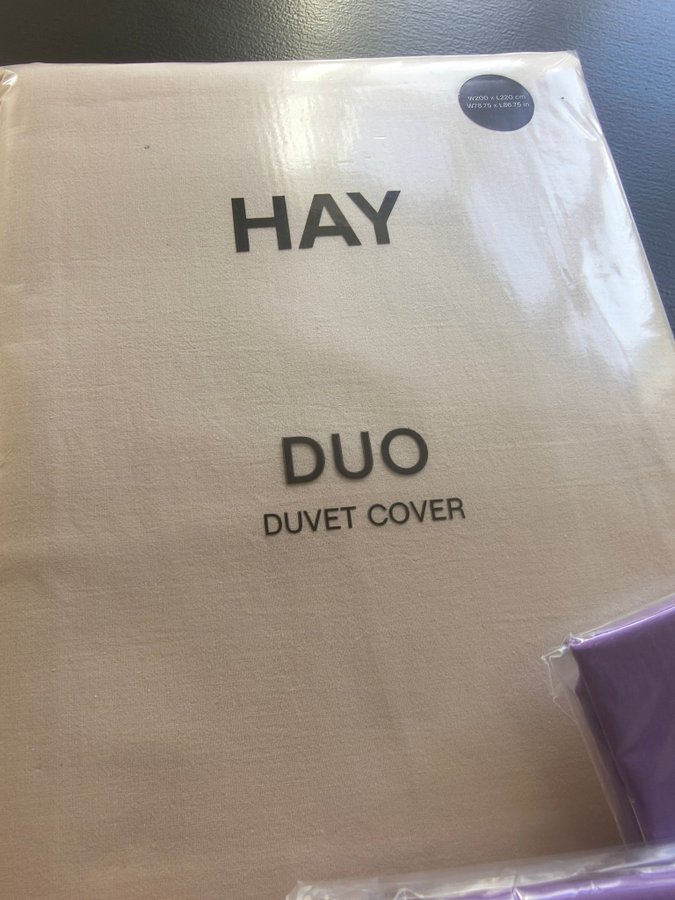 W200 x L220 cm
W78.75 x L86.75 in
HAY
DUO
DUVET COVER